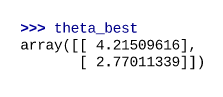 >>> theta_best
array([[ 4.21509616],
       [ 2.77011339]])